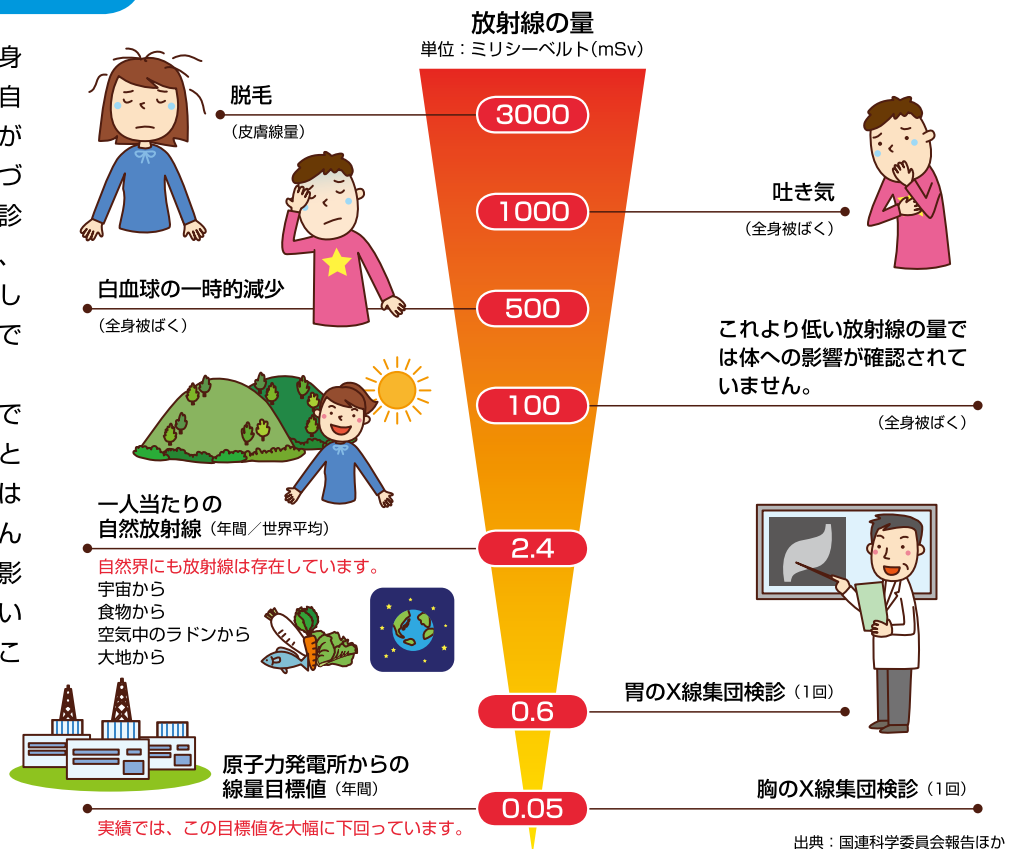 身
自
が
づ
診
、
し
で
で
と
は
ん
影
い
こ
放射線の量
単位：ミリシーベルト（mSv）
脱毛
（皮膚線量）
3000
1000
吐き気
（全身被ばく）
白血球の一時的減少
（全身被ばく）
500
これより低い放射線の量で
は体への影響が確認されて
いません。
（全身被ばく）
100
一人当たりの
自然放射線（年間／世界平均）
2.4
自然界にも放射線は存在しています。
宇宙から
食物から
空気中のラドンから
大地から
0.6
胃のX線集団検診（1回）
原子力発電所からの
線量目標値（年間）
0.05
胸のX線集団検診（1回）
実績では、この目標値を大幅に下回っています。
出典：国連科学委員会報告ほか